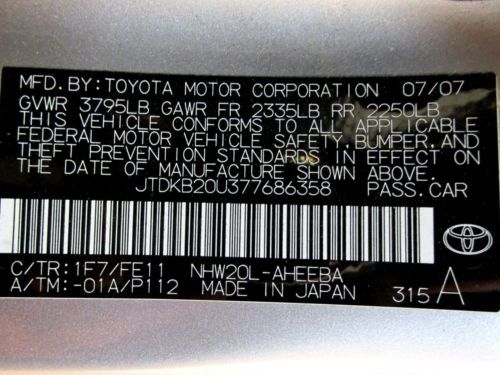 MFD. BY: TOYOTA MOTOR CORPORATION 07/07
GVWR 3795LB GAWR FR 2335LB RR 2250LB
THIS VEHICLE CONFORMS TO ALL APPLICABLE
FEDERAL MOTOR VEHICLE SAFETY, BUMPER, AND
THEFT PREVENTION STANDARDS IN EFFECT ON
THE DATE OF MANUFACTURE SHOWN ABOVE.
JTDKB20U377686358 PASS. CAR
C/TR: 1F7/FE11 NHW20L-AHEEBA
A/TM: -01A/P112 MADE IN JAPAN 315 A
TOYOTA